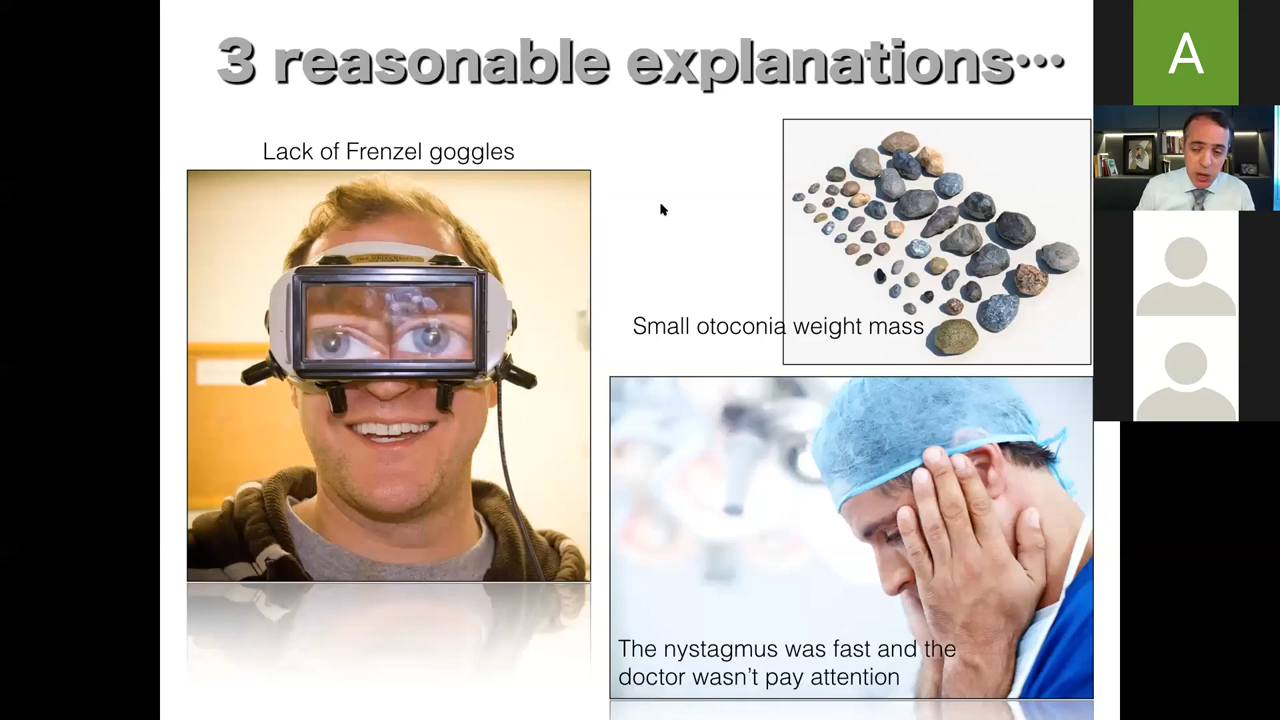 3 reasonable explanations…
Lack of Frenzel goggles
Small otoconia weight mass
The nystagmus was fast and the
doctor wasn't pay attention
A